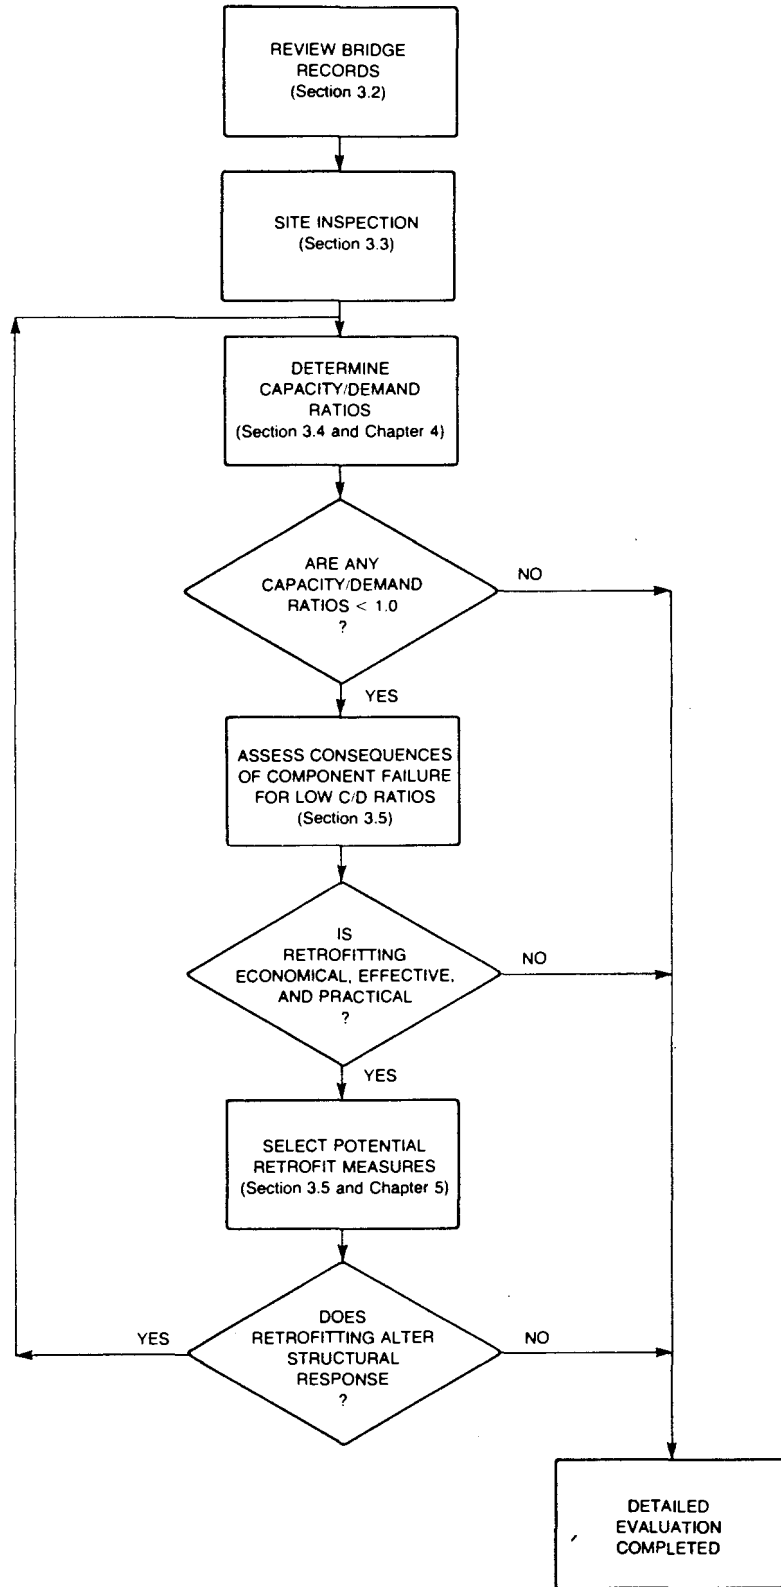 REVIEW BRIDGE
RECORDS
(Section 3.2)
SITE INSPECTION
(Section 3.3)
DETERMINE
CAPACITY/DEMAND
RATIOS
(Section 3.4 and Chapter 4)
ARE ANY
CAPACITY/DEMAND
RATIOS < 1.0
?
NO
YES
ASSESS CONSEQUENCES
OF COMPONENT FAILURE
FOR LOW C/D RATIOS
(Section 3.5)
IS
RETROFITTING
ECONOMICAL, EFFECTIVE,
AND PRACTICAL
?
NO
YES
SELECT POTENTIAL
RETROFIT MEASURES
(Section 3.5 and Chapter 5)
DOES
RETROFITTING ALTER
STRUCTURAL
RESPONSE
?
YES
NO
DETAILED
EVALUATION
COMPLETED